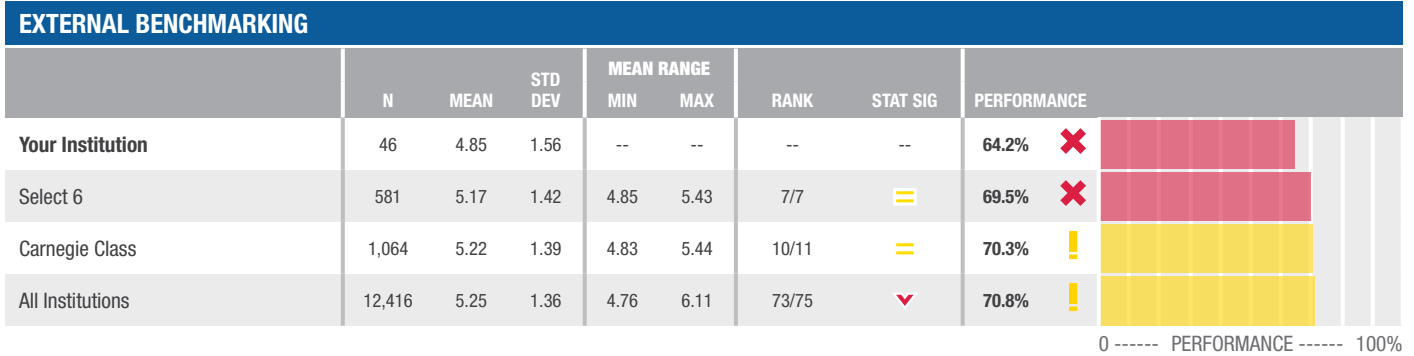 EXTERNAL BENCHMARKING
N MEAN STD DEV MEAN RANGE MIN MAX RANK STAT SIG PERFORMANCE
Your Institution 46 4.85 1.56 -- -- -- -- 64.2%
Select 6 581 5.17 1.42 4.85 5.43 7/7 = 69.5%
Carnegie Class 1,064 5.22 1.39 4.83 5.44 10/11 = 70.3% !
All Institutions 12,416 5.25 1.36 4.76 6.11 73/75 70.8% !
0 ------ PERFORMANCE ------ 100%